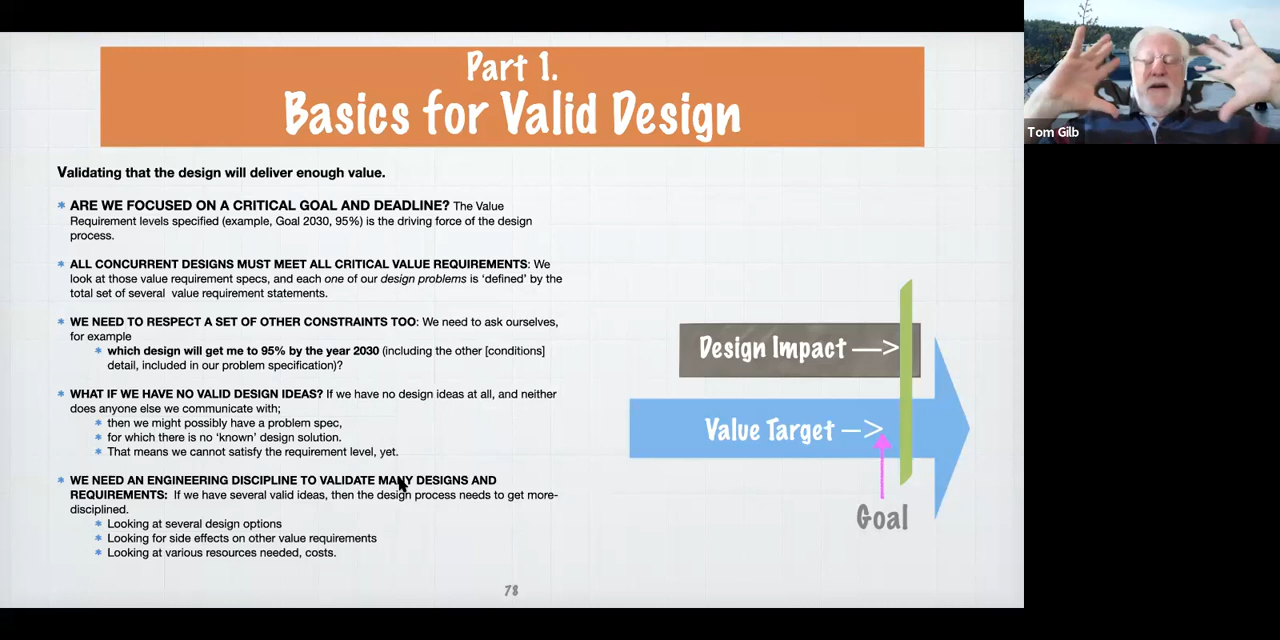 Part 1.
Basics for Valid Design
Validating that the design will deliver enough value.
* ARE WE FOCUSED ON A CRITICAL GOAL AND DEADLINE? The Value
Requirement levels specified (example, Goal 2030, 95%) is the driving force of the design
process.
* ALL CONCURRENT DESIGNS MUST MEET ALL CRITICAL VALUE REQUIREMENTS: We
look at those value requirement specs, and each one of our design problems is ‘defined’ by the
total set of several value requirement statements.
* WE NEED TO RESPECT A SET OF OTHER CONSTRAINTS TOO: We need to ask ourselves,
for example
* which design will get me to 95% by the year 2030 (including the other [conditions]
detail, included in our problem specification)?
* WHAT IF WE HAVE NO VALID DESIGN IDEAS? If we have no design ideas at all, and neither
does anyone else we communicate with;
* then we might possibly have a problem spec,
* for which there is no ‘known’ design solution.
* That means we cannot satisfy the requirement level, yet.
* WE NEED AN ENGINEERING DISCIPLINE TO VALIDATE MANY DESIGNS AND
REQUIREMENTS: If we have several valid ideas, then the design process needs to get more-
disciplined.
* Looking at several design options
* Looking for side effects on other value requirements
* Looking at various resources needed, costs.
Design Impact —>
Value Target —>
Goal
78
Tom Gilb